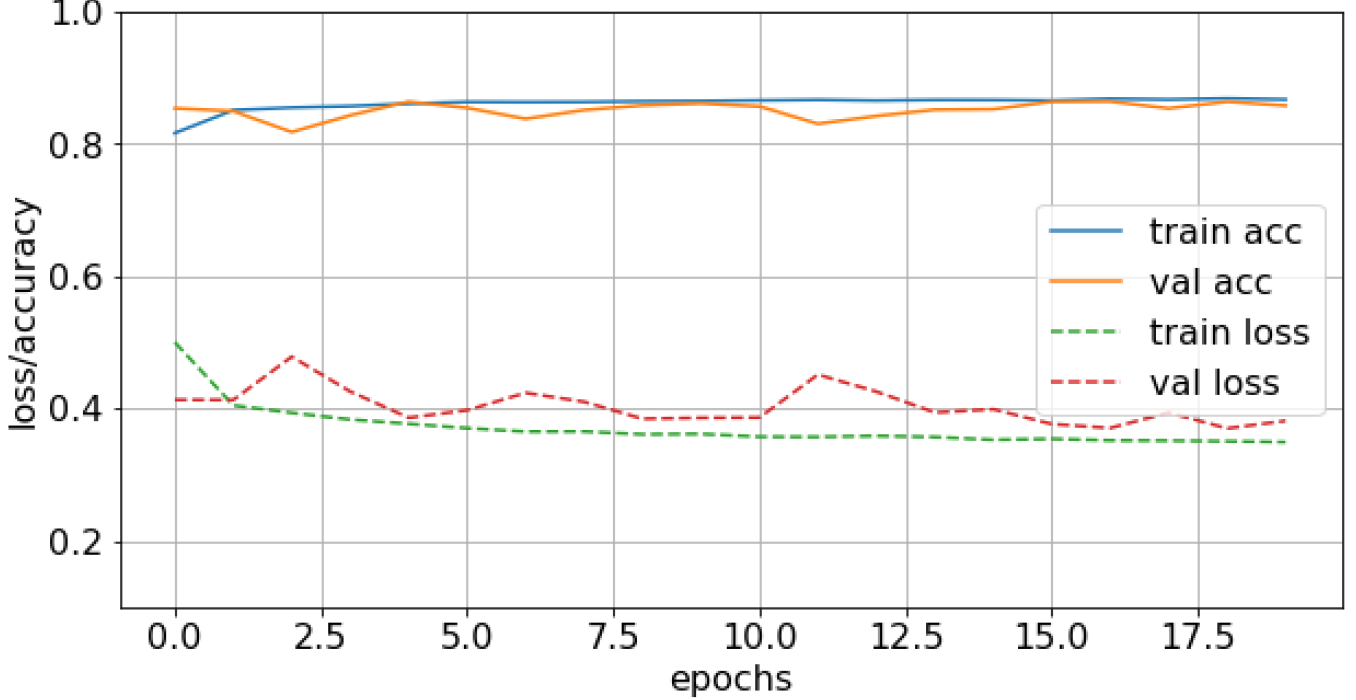 1.0
0.8
0.6
0.4
0.2
loss/accuracy
train acc
val acc
train loss
val loss
0.0 2.5 5.0 7.5 10.0 12.5 15.0 17.5
epochs